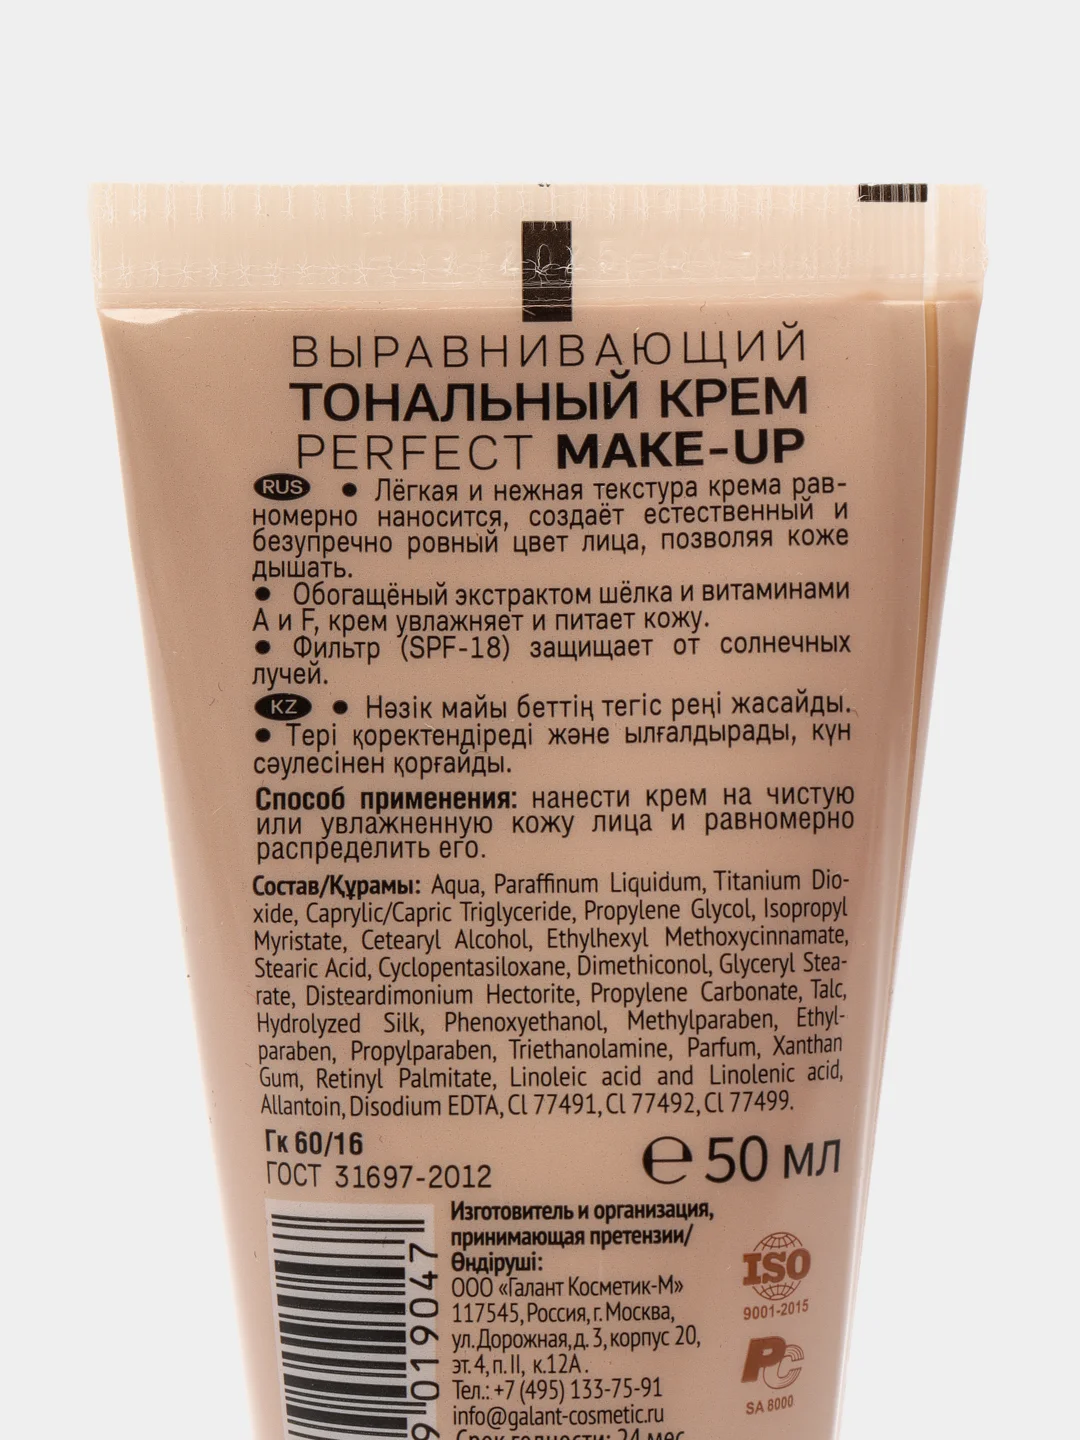 ВЫРАВНИВАЮЩИЙ
ТОНАЛЬНЫЙ КРЕМ
PERFECT MAKE-UP
RUS • Лёгкая и нежная текстура крема рав-
номерно наносится, создаёт естественный и
безупречно ровный цвет лица, позволяя коже
дышать.
• Обогащёный экстрактом шёлка и витаминами
А и F, крем увлажняет и питает кожу.
• Фильтр (SPF-18) защищает от солнечных
лучей.
KZ • Нәзік майы беттің тегіс реңі жасайды.
• Тері қоректендіреді және ылғалдырады, күн
сәулесінен қорғайды.
Способ применения: нанести крем на чистую
или увлажненную кожу лица и равномерно
распределить его.
Состав/Құрамы: Aqua, Paraffinum Liquidum, Titanium Dio-
xide, Caprylic/Capric Triglyceride, Propylene Glycol, Isopropyl
Myristate, Cetearyl Alcohol, Ethylhexyl Methoxycinnamate,
Stearic Acid, Cyclopentasiloxane, Dimethiconol, Glyceryl Stea-
rate, Disteardimonium Hectorite, Propylene Carbonate, Talc,
Hydrolyzed Silk, Phenoxyethanol, Methylparaben, Ethyl-
paraben, Propylparaben, Triethanolamine, Parfum, Xanthan
Gum, Retinyl Palmitate, Linoleic acid and Linolenic acid,
Allantoin, Disodium EDTA, Cl 77491, Cl 77492, Cl 77499.
Гк 60/16
ГОСТ 31697-2012
℮ 50 МЛ
9 019047
Изготовитель и организация,
принимающая претензии/
Өндіруші:
ООО «Галант Косметик-М»
117545, Россия, г. Москва,
ул. Дорожная, д. 3, корпус 20,
эт. 4, п. II, к.12А.
Тел.: +7 (495) 133-75-91
info@galant-cosmetic.ru
Срок годности: 24 мес
ISO
9001-2015
РС
SA 8000